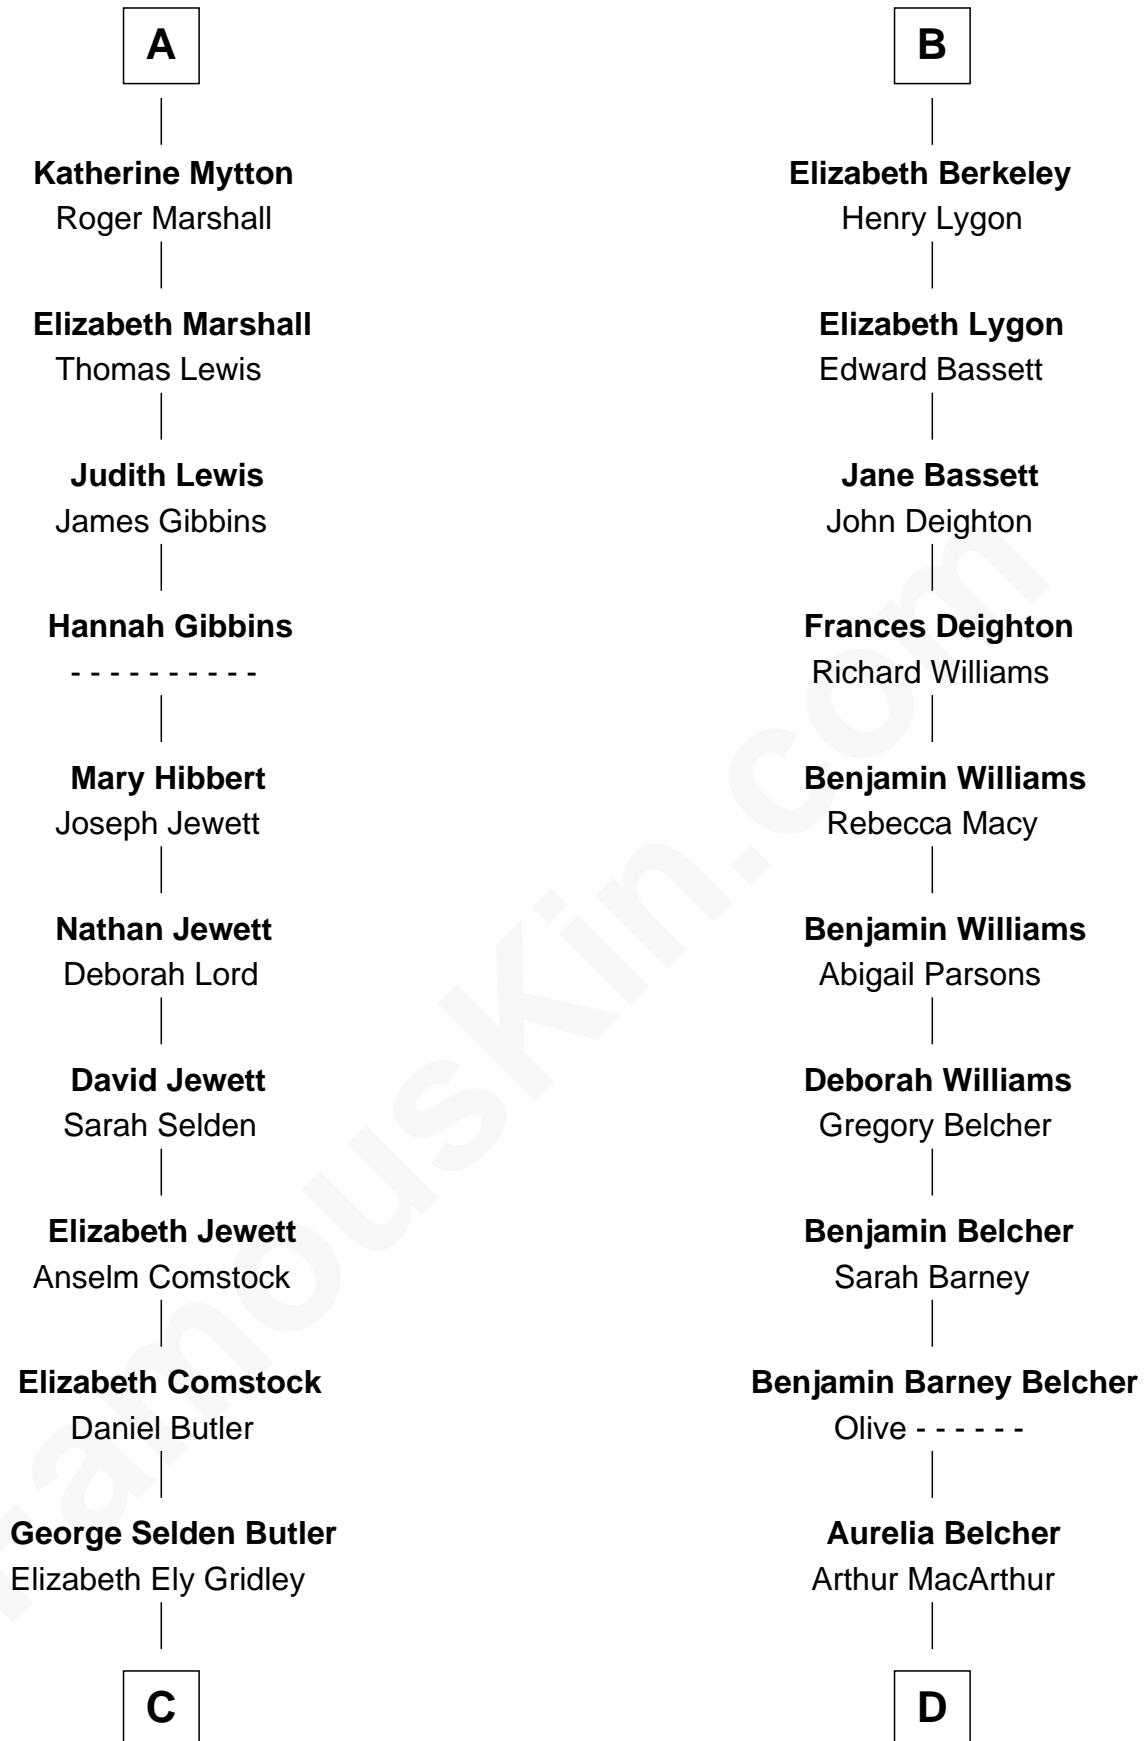 A
Katherine Mytton
Roger Marshall
Elizabeth Marshall
Thomas Lewis
Judith Lewis
James Gibbins
Hannah Gibbins
- - - - - - - - - -
Mary Hibbert
Joseph Jewett
Nathan Jewett
Deborah Lord
David Jewett
Sarah Selden
Elizabeth Jewett
Anselm Comstock
Elizabeth Comstock
Daniel Butler
George Selden Butler
Elizabeth Ely Gridley
C
B
Elizabeth Berkeley
Henry Lygon
Elizabeth Lygon
Edward Bassett
Jane Bassett
John Deighton
Frances Deighton
Richard Williams
Benjamin Williams
Rebecca Macy
Benjamin Williams
Abigail Parsons
Deborah Williams
Gregory Belcher
Benjamin Belcher
Sarah Barney
Benjamin Barney Belcher
Olive - - - - - -
Aurelia Belcher
Arthur MacArthur
D
FamousKin.com